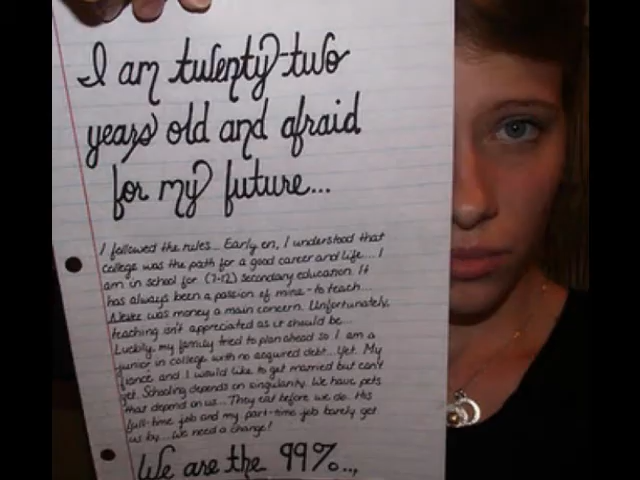 I am twenty-two
years old and afraid
for my future...
I followed the rules... Early on, I understood that
college was the path for a good career and life.... I
am in school for (7-12) secondary education. It
has always been a passion of mine - to teach...
Never was money a main concern. Unfortunately,
teaching isn't appreciated as it should be...
Luckily, my family tried to plan ahead so I am a
junior in college with no acquired debt... Yet. My
fiance and I would like to get married but can't
yet. Schooling depends on singularity. We have pets
that depend on us... They eat before we do. His
full-time job and my part-time job barely get
us by... We need a change!
We are the 99%...